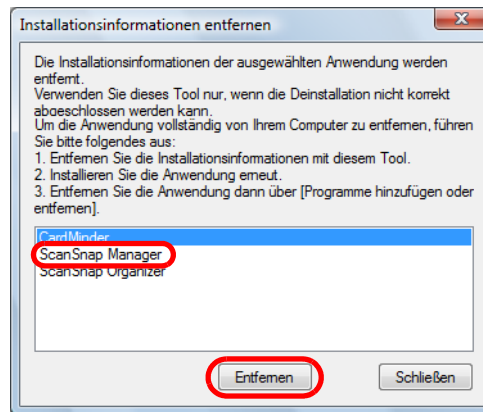 Installationsinformationen entfernen
Die Installationsinformationen der ausgewählten Anwendung werden
entfernt.
Verwenden Sie dieses Tool nur, wenn die Deinstallation nicht korrekt
abgeschlossen werden kann.
Um die Anwendung vollständig von Ihrem Computer zu entfernen, führen
Sie bitte folgendes aus:
1. Entfernen Sie die Installationsinformationen mit diesem Tool.
2. Installieren Sie die Anwendung erneut.
3. Entfernen Sie die Anwendung dann über [Programme hinzufügen oder
entfernen].
CardMinder
ScanSnap Manager
ScanSnap Organizer
Entfernen
Schließen